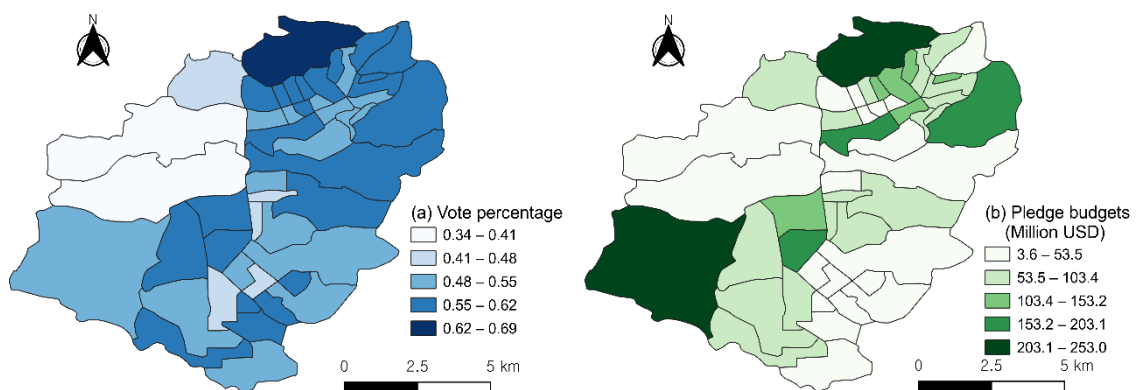 N
(a) Vote percentage
0.34 – 0.41
0.41 – 0.48
0.48 – 0.55
0.55 – 0.62
0.62 – 0.69
0 2.5 5 km
N
(b) Pledge budgets
(Million USD)
3.6 – 53.5
53.5 – 103.4
103.4 – 153.2
153.2 – 203.1
203.1 – 253.0
0 2.5 5 km